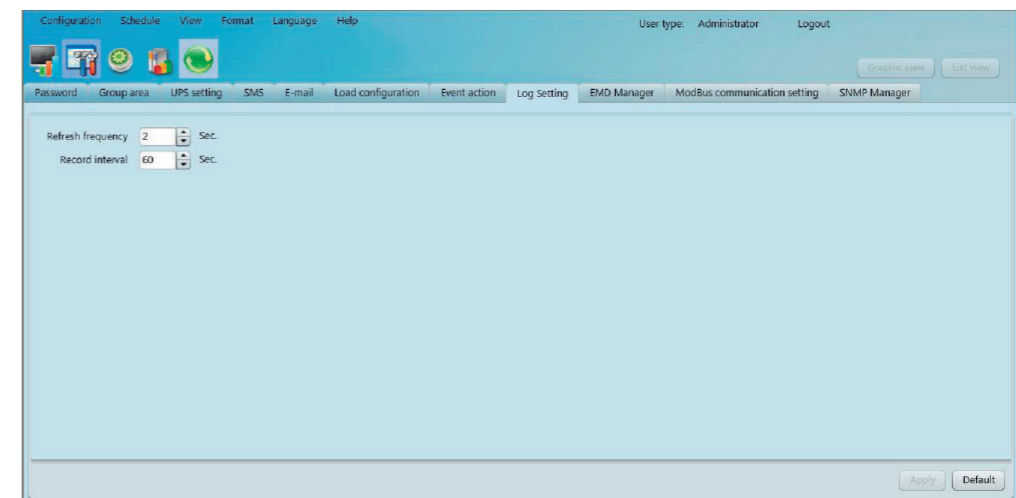 Configuration Schedule View Format Language Help User type: Administrator Logout
Graphic view List view
Password Group area UPS setting SMS E-mail Load configuration Event action Log Setting EMD Manager ModBus communication setting SNMP Manager
Refresh frequency 2 Sec.
Record interval 60 Sec.
Apply Default